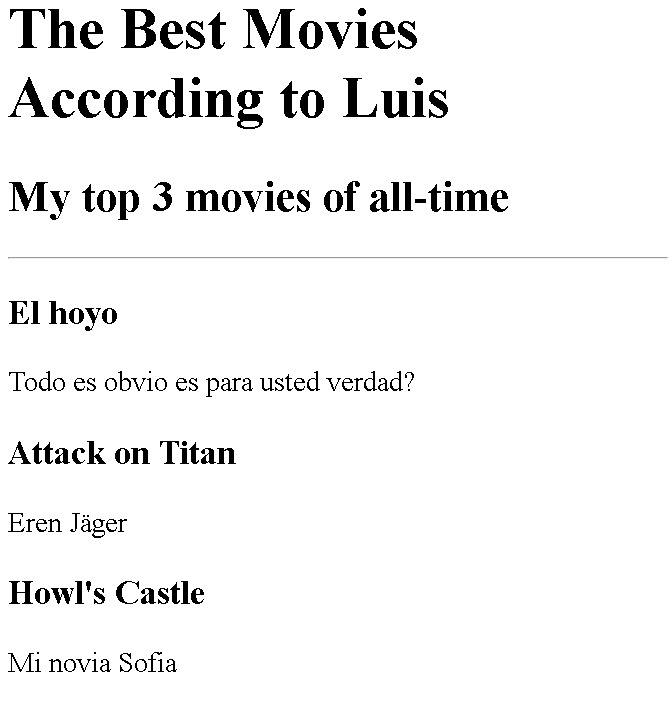 The Best Movies
According to Luis
My top 3 movies of all-time
El hoyo
Todo es obvio es para usted verdad?
Attack on Titan
Eren Jäger
Howl's Castle
Mi novia Sofia